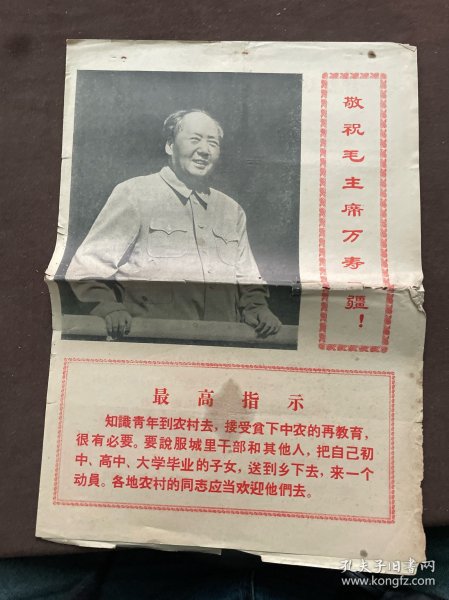 敬祝毛主席万寿无疆！
最高指示
知識青年到农村去，接受貧下中农的再教育，
很有必要。要說服城里干部和其他人，把自己初
中、高中、大学毕业的子女，送到乡下去，来一个
动員。各地农村的同志应当欢迎他們去。
孔夫子旧书网
www.kongfz.com